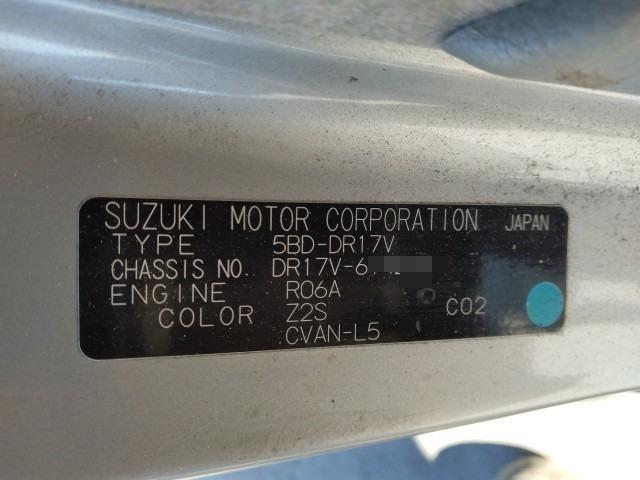 SUZUKI MOTOR CORPORATION JAPAN
TYPE 5BD-DR17V
CHASSIS NO. DR17V-6
ENGINE R06A
COLOR Z2S C02
CVAN-L5